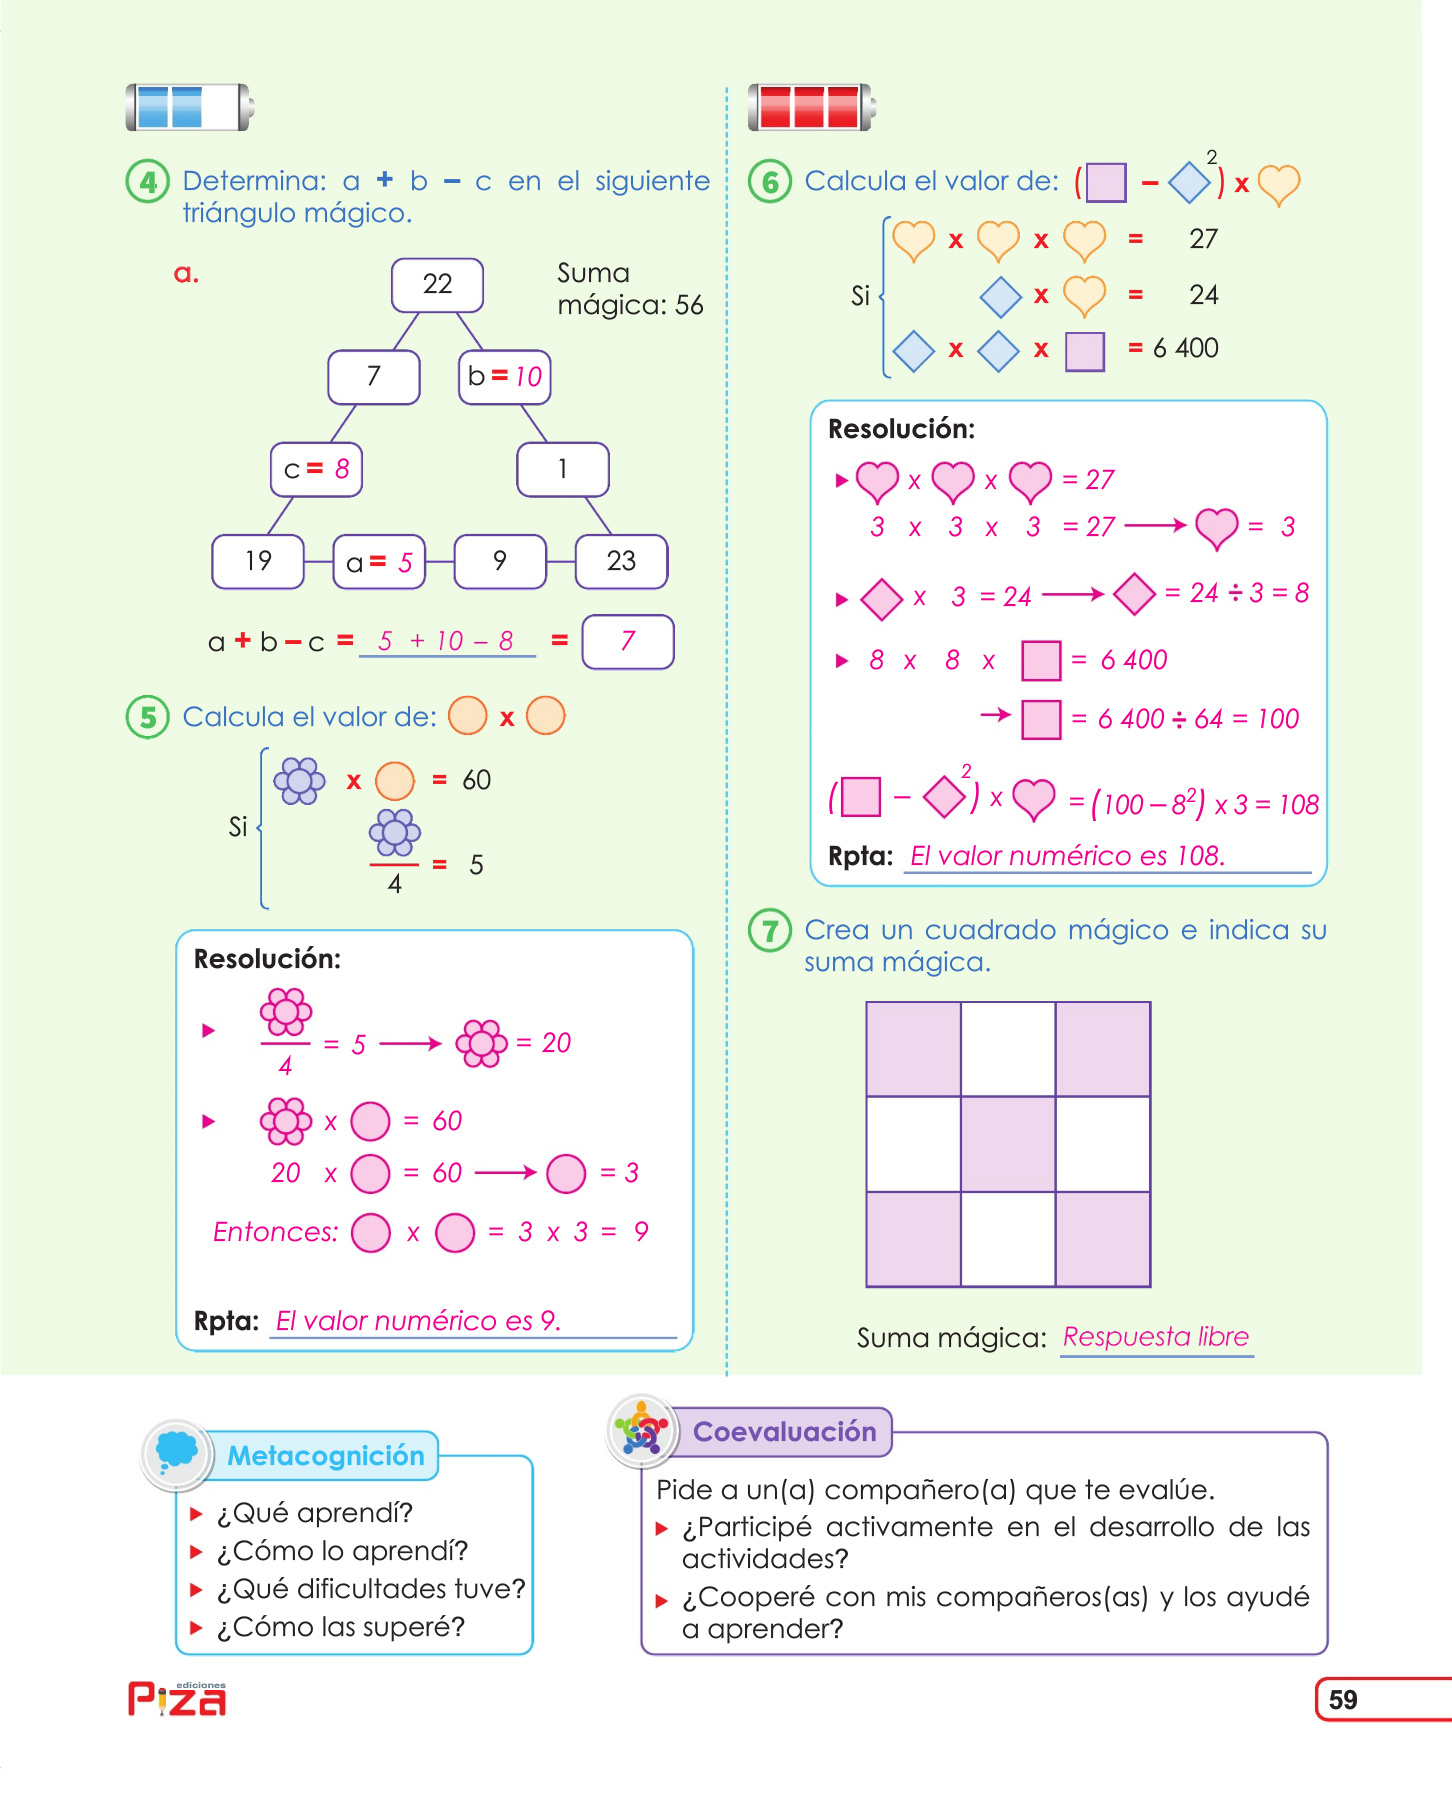 4 Determina: a + b – c en el siguiente
triángulo mágico.
a.
Suma
mágica: 56
22
7
b = 10
c = 8
1
19
a = 5
9
23
a + b – c = 5 + 10 – 8 = 7
5 Calcula el valor de: x
Si
x = 60
4 = 5
Resolución:
4 = 5 = 20
x = 60
20 x = 60 = 3
Entonces: x = 3 x 3 = 9
Rpta: El valor numérico es 9.
6 Calcula el valor de: ( – ²) x
Si
x x = 27
x = 24
x x = 6 400
Resolución:
x x = 27
3 x 3 x 3 = 27 = 3
x 3 = 24 = 24 ÷ 3 = 8
8 x 8 x = 6 400
= 6 400 ÷ 64 = 100
( – ²) x = (100 – 8²) x 3 = 108
Rpta: El valor numérico es 108.
7 Crea un cuadrado mágico e indica su
suma mágica.
Suma mágica: Respuesta libre
Metacognición
¿Qué aprendí?
¿Cómo lo aprendí?
¿Qué dificultades tuve?
¿Cómo las superé?
Coevaluación
Pide a un(a) compañero(a) que te evalúe.
¿Participé activamente en el desarrollo de las
actividades?
¿Cooperé con mis compañeros(as) y los ayudé
a aprender?
ediciones
Piza
59